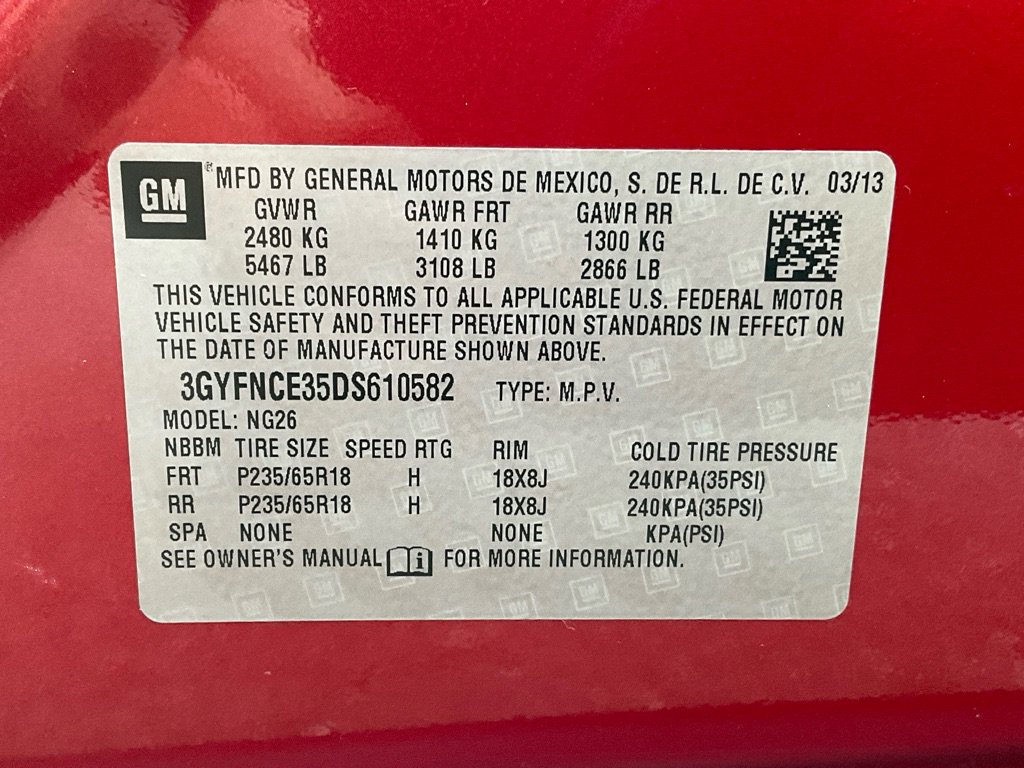 GM ® MFD BY GENERAL MOTORS DE MEXICO, S. DE R.L. DE C.V. 03/13
GVWR GAWR FRT GAWR RR
2480 KG 1410 KG 1300 KG
5467 LB 3108 LB 2866 LB
THIS VEHICLE CONFORMS TO ALL APPLICABLE U.S. FEDERAL MOTOR
VEHICLE SAFETY AND THEFT PREVENTION STANDARDS IN EFFECT ON
THE DATE OF MANUFACTURE SHOWN ABOVE.
3GYFNCE35DS610582 TYPE: M.P.V.
MODEL: NG26
NBBM TIRE SIZE SPEED RTG RIM COLD TIRE PRESSURE
FRT P235/65R18 H 18X8J 240KPA(35PSI)
RR P235/65R18 H 18X8J 240KPA(35PSI)
SPA NONE NONE KPA(PSI)
SEE OWNER'S MANUAL i FOR MORE INFORMATION.